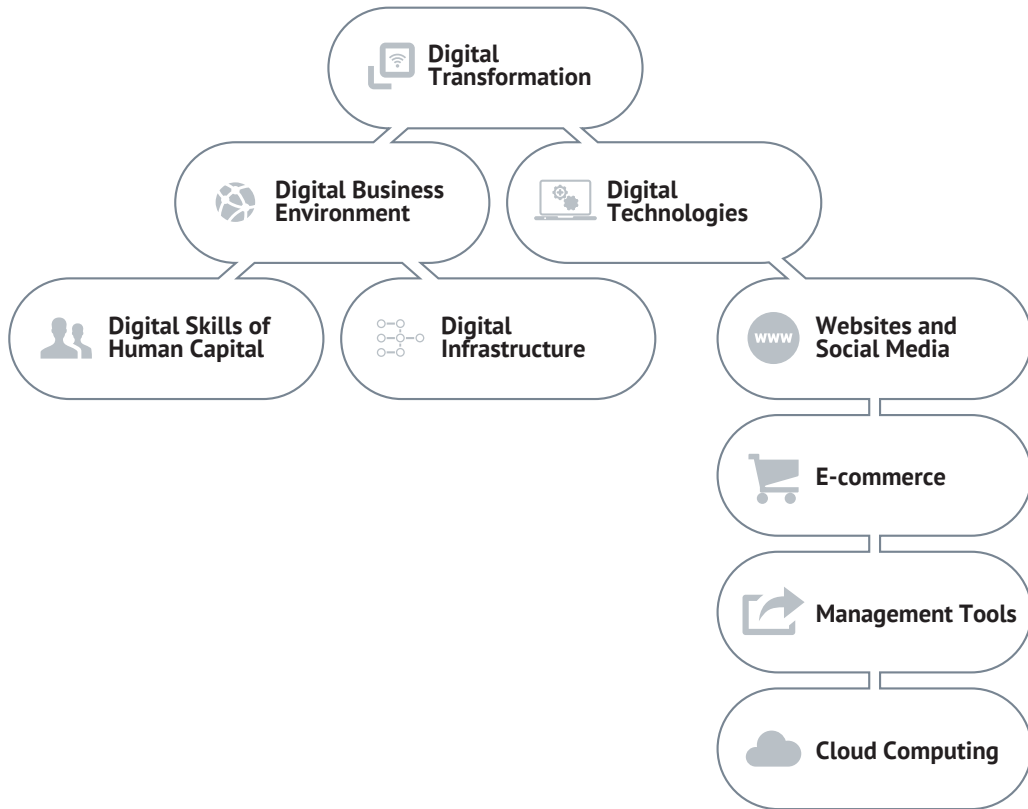 Digital
Transformation
Digital Business
Environment
Digital
Technologies
Digital Skills of
Human Capital
Digital
Infrastructure
www
Websites and
Social Media
E-commerce
Management Tools
Cloud Computing